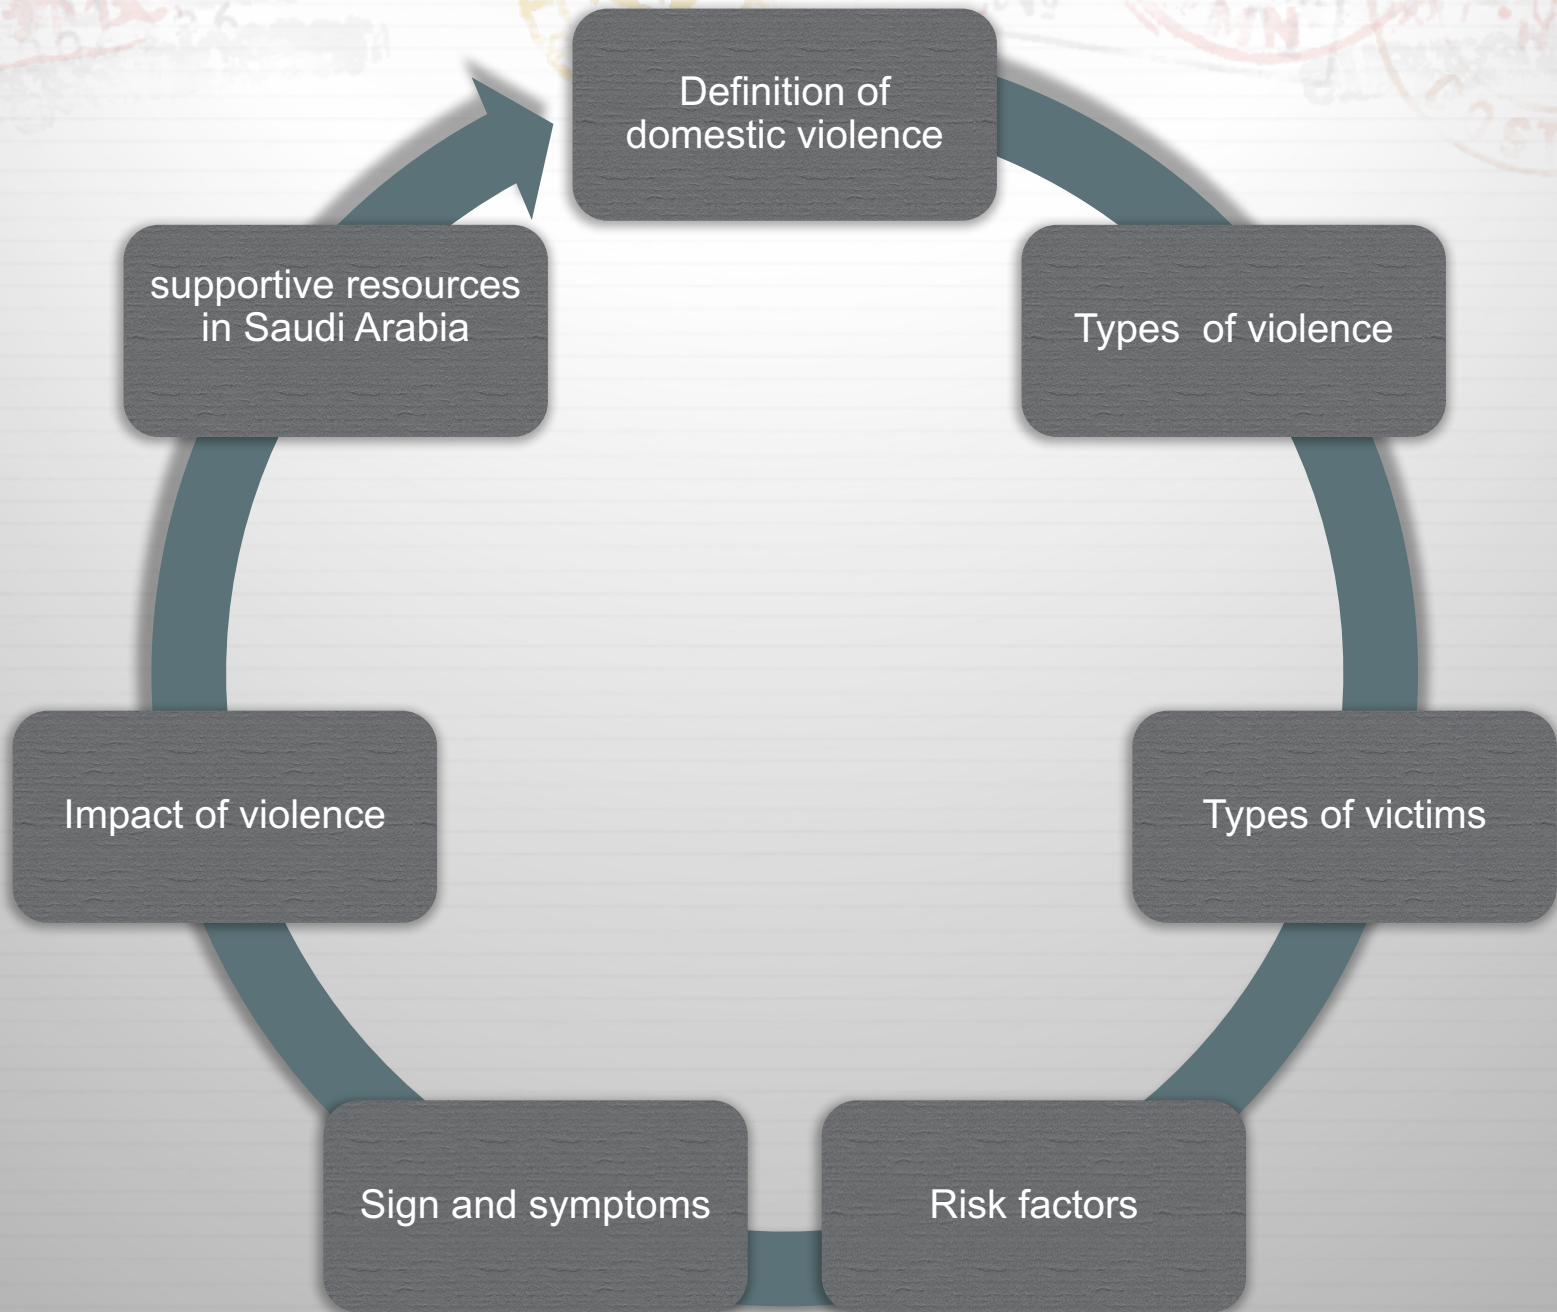 Definition of
domestic violence
Types  of violence
Types of victims
Risk factors
Sign and symptoms
Impact of violence
supportive resources
in Saudi Arabia